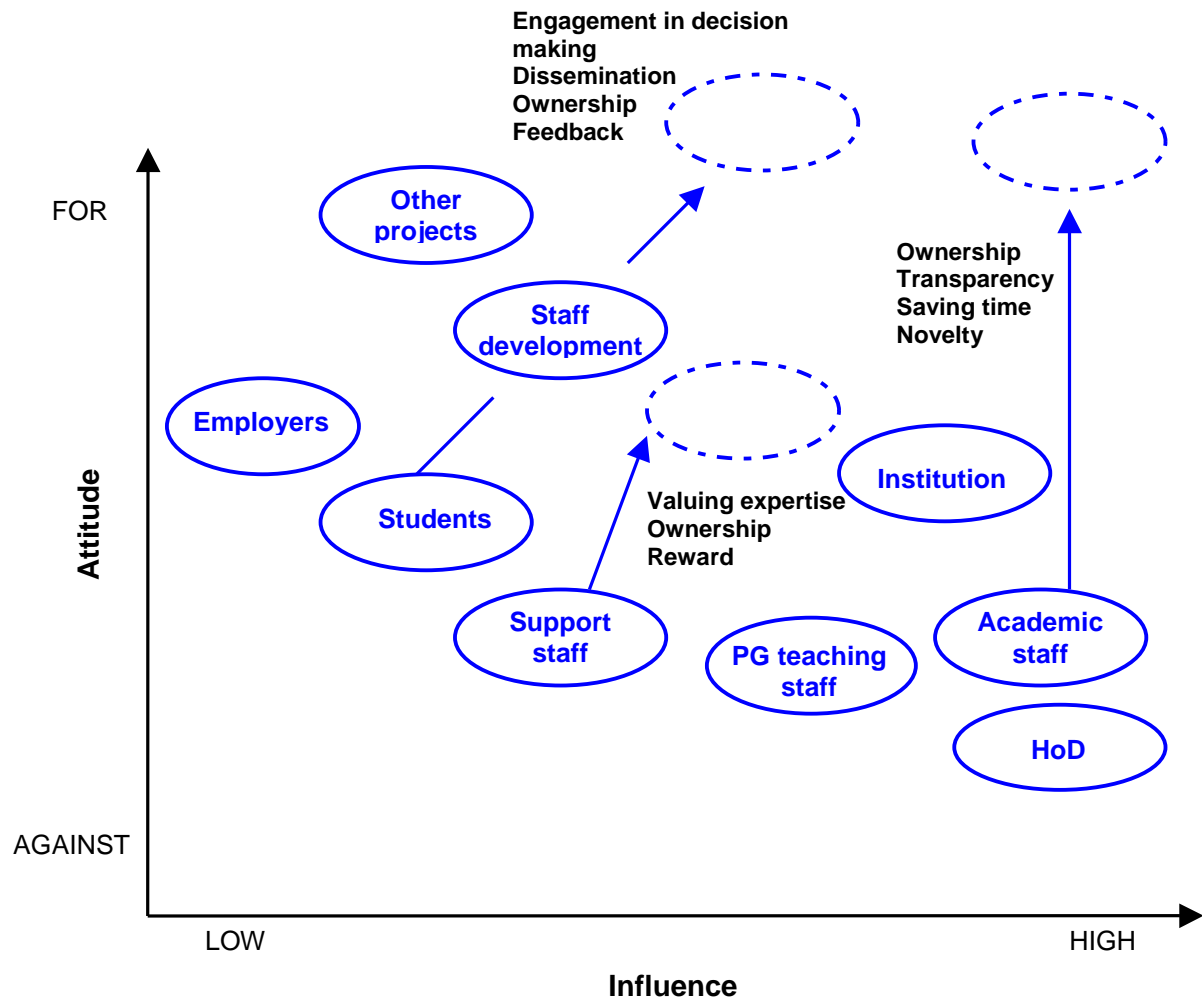 Engagement in decision
making
Dissemination
Ownership
Feedback
FOR
Other
projects
Ownership
Transparency
Saving time
Novelty
Staff
development
Employers
Institution
Attitude
Students
Valuing expertise
Ownership
Reward
Support
staff
PG teaching
staff
Academic
staff
HoD
AGAINST
LOW
HIGH
Influence